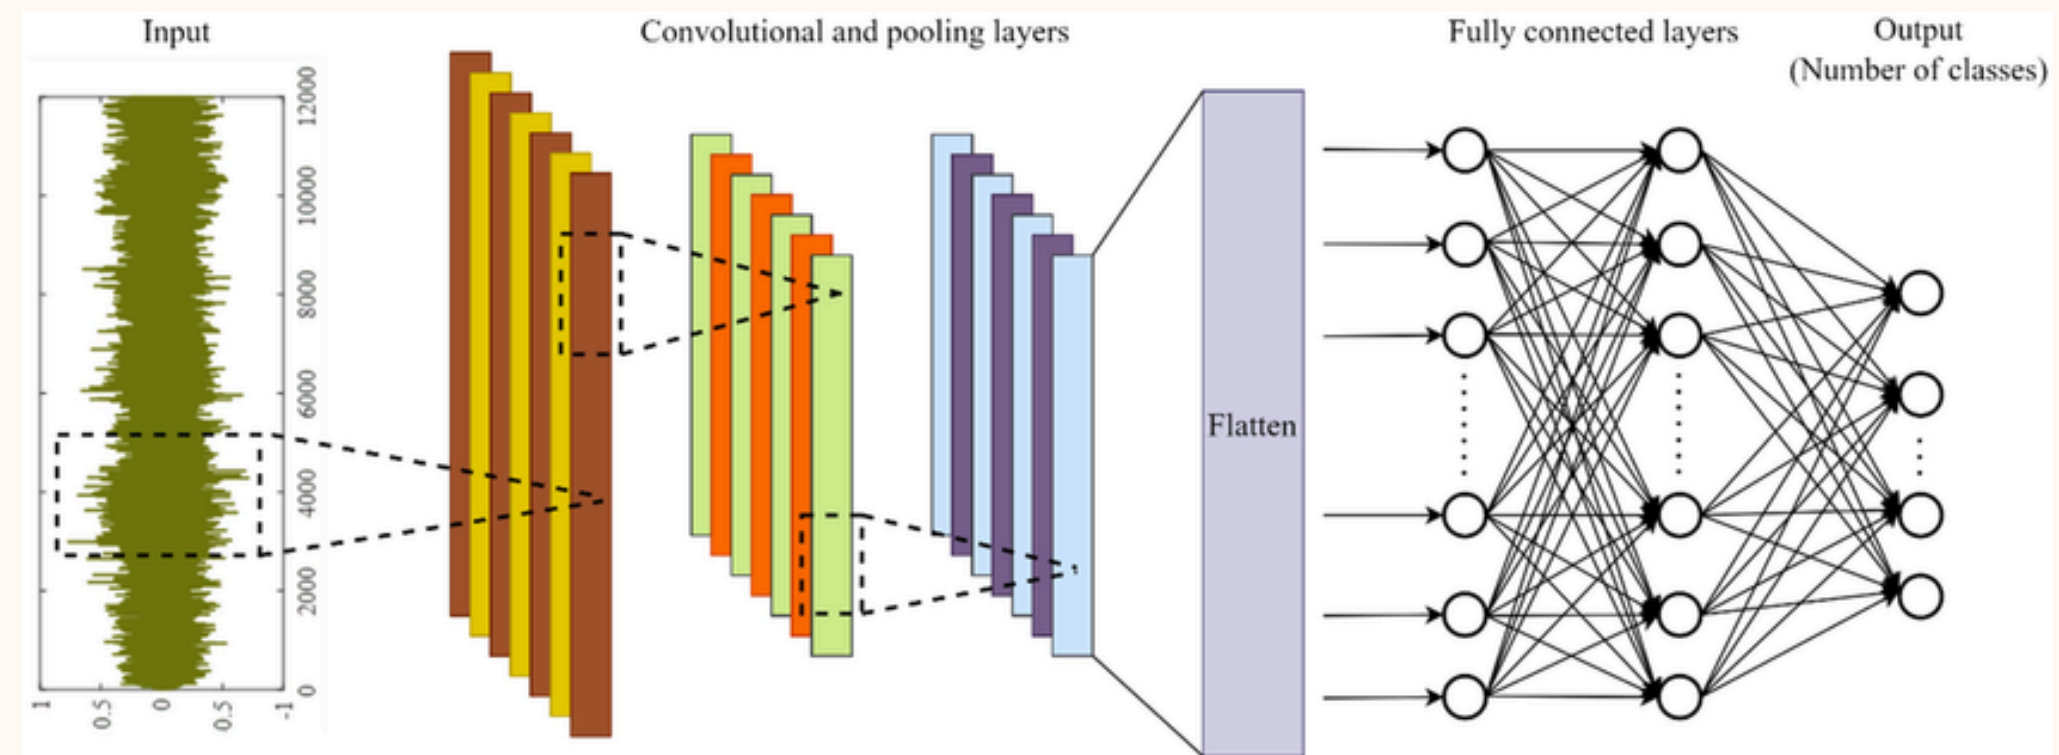 Input
Convolutional and pooling layers
Fully connected layers
Output
(Number of classes)
12000
10000
8000
6000
4000
2000
0
1
0.5
0
0.5
-1
Flatten